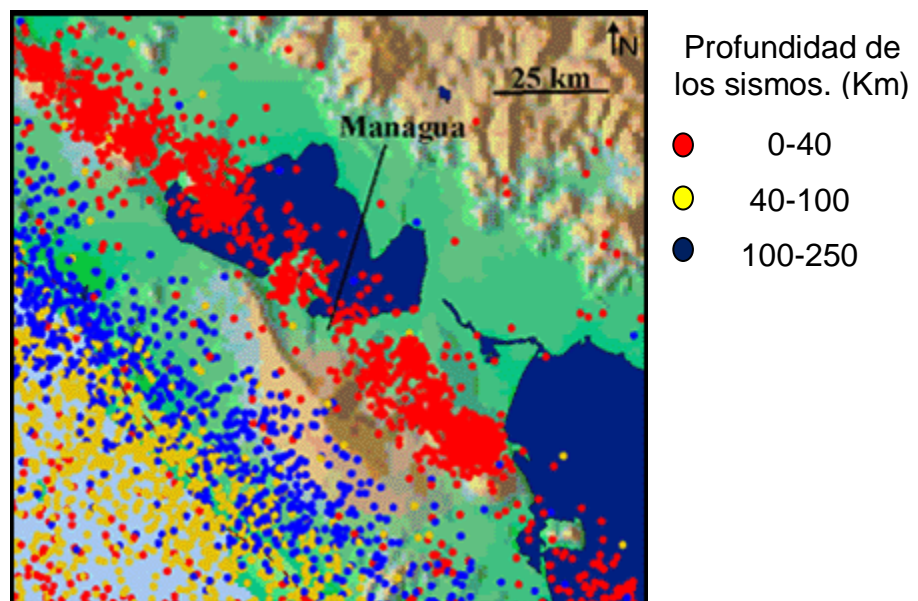 N
25 km
Managua
Profundidad de
los sismos. (Km)
0-40
40-100
100-250